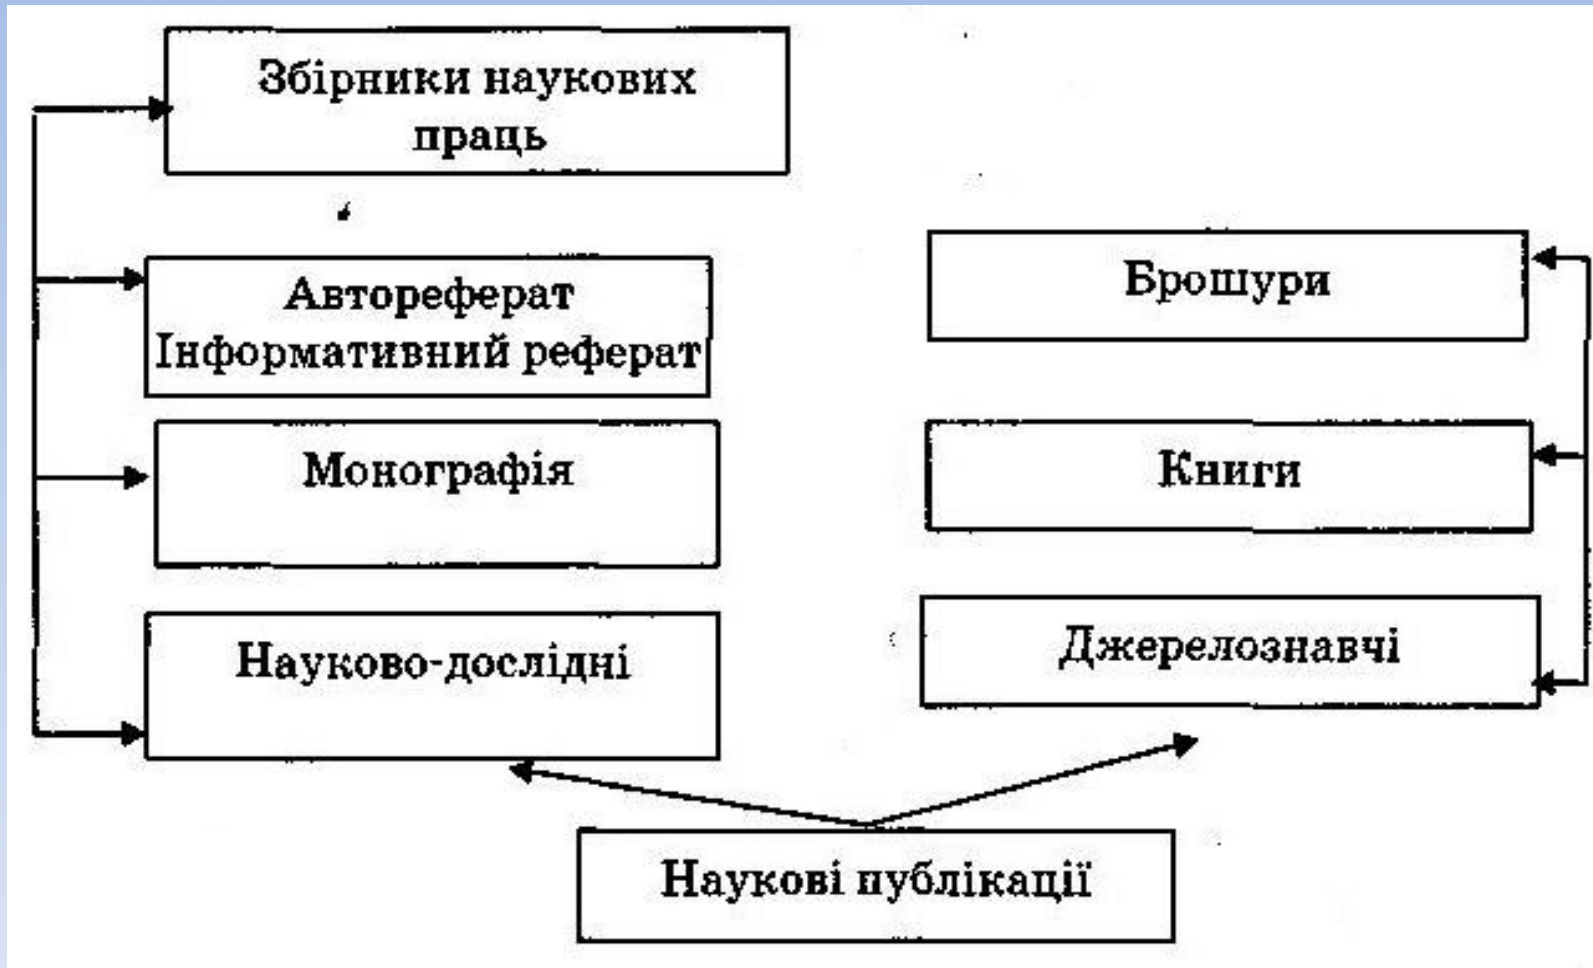 Збірники наукових
праць
Автореферат
Інформативний реферат
Монографія
Науково-дослідні
Брошури
Книги
Джерелознавчі
Наукові публікації